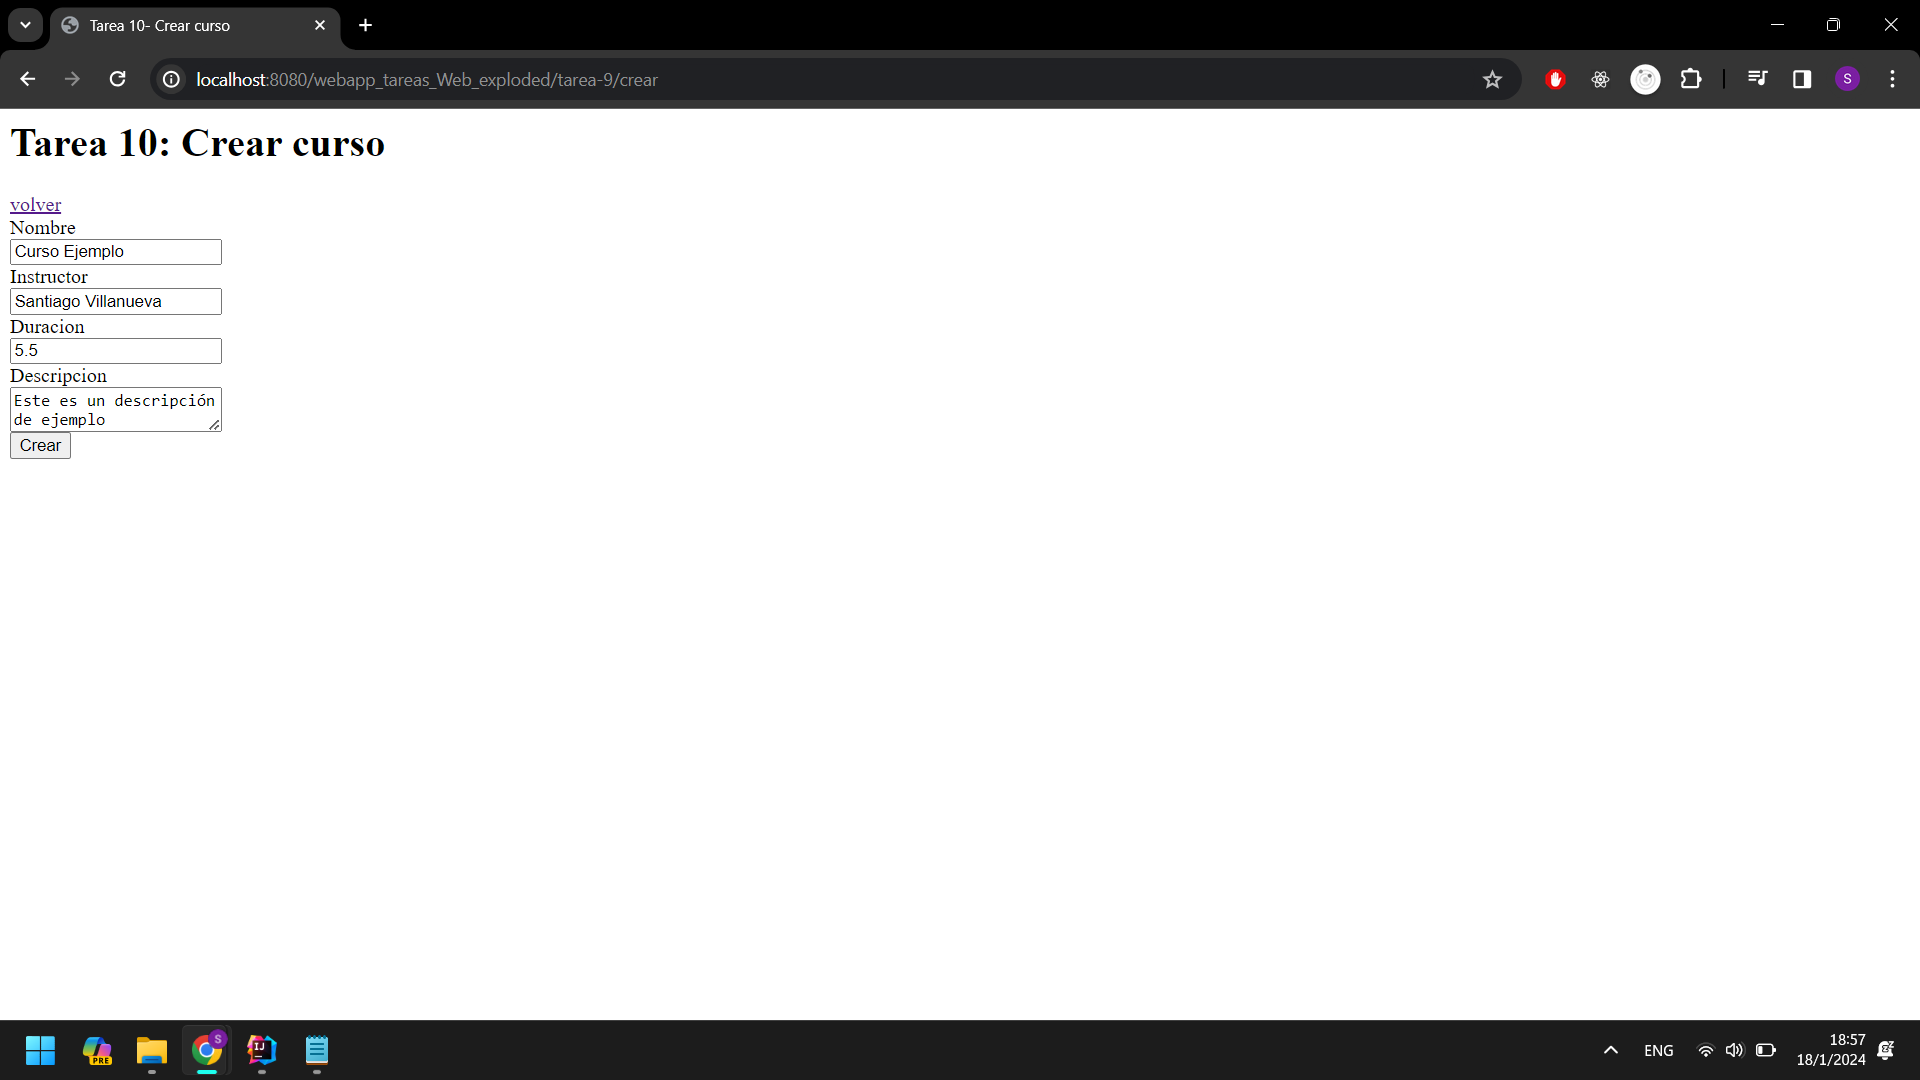 Tarea 10- Crear curso
localhost:8080/webapp_tareas_Web_exploded/tarea-9/crear
S
Tarea 10: Crear curso
volver
Nombre
Curso Ejemplo
Instructor
Santiago Villanueva
Duracion
5.5
Descripcion
Este es un descripción
de ejemplo
Crear
PRE
S
IJ
ENG
18:57
18/1/2024